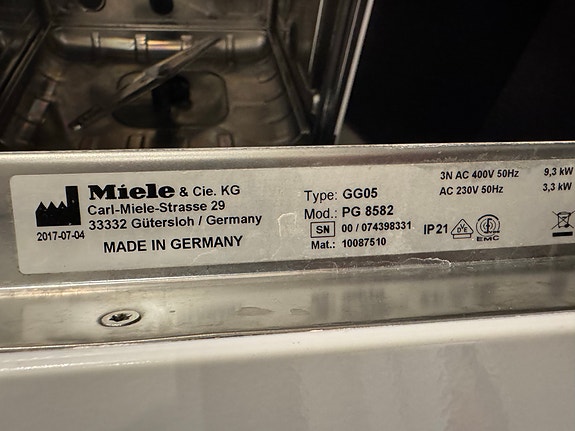 Miele & Cie. KG
Carl-Miele-Strasse 29
33332 Gütersloh / Germany
2017-07-04
MADE IN GERMANY
Type: GG05
Mod.: PG 8582
SN 00 / 074398331
Mat.: 10087510
3N AC 400V 50Hz 9,3 kW
AC 230V 50Hz 3,3 kW
IP21
DVE
EMC